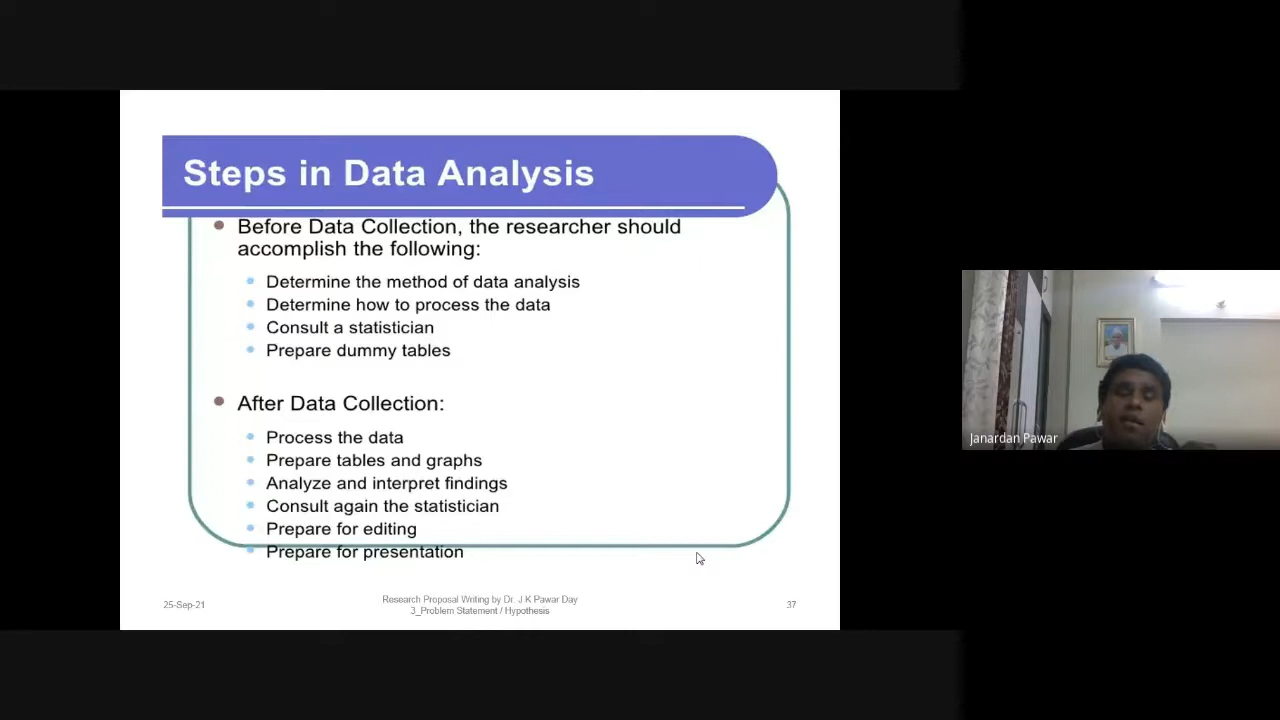 Steps in Data Analysis
Before Data Collection, the researcher should
accomplish the following:
Determine the method of data analysis
Determine how to process the data
Consult a statistician
Prepare dummy tables
After Data Collection:
Process the data
Prepare tables and graphs
Analyze and interpret findings
Consult again the statistician
Prepare for editing
Prepare for presentation
25-Sep-21
Research Proposal Writing by Dr. J K Pawar Day
3_Problem Statement / Hypothesis
37
Janardan Pawar